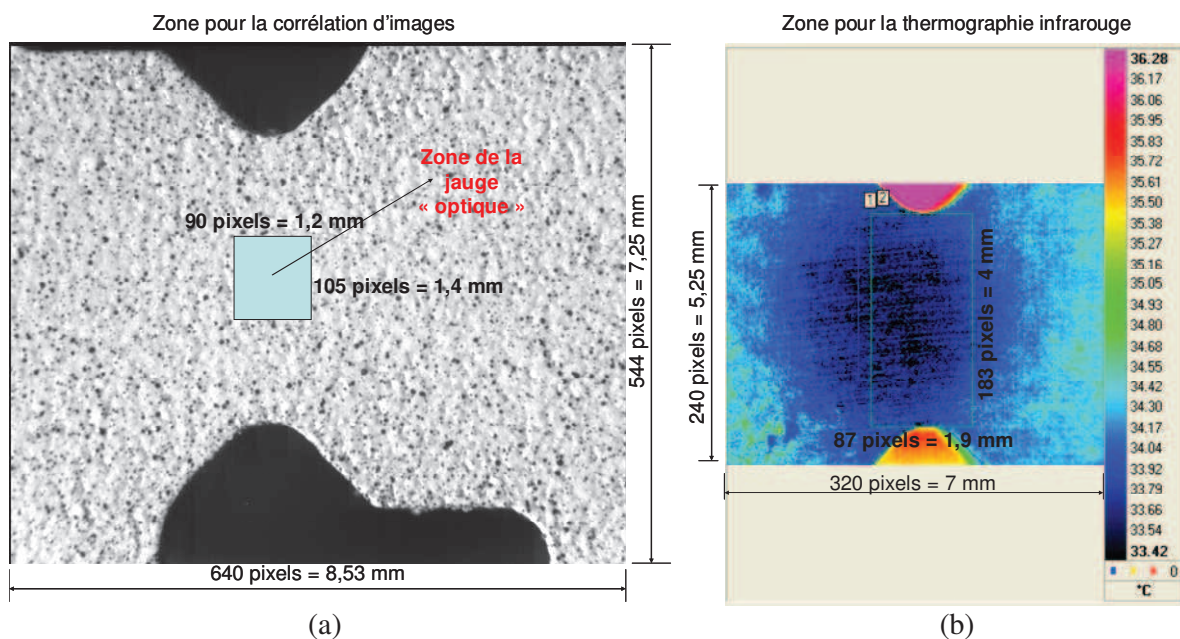 Zone pour la corrélation d’images
Zone de la
jauge
« optique »
90 pixels = 1,2 mm
105 pixels = 1,4 mm
544 pixels = 7,25 mm
640 pixels = 8,53 mm
(a)
Zone pour la thermographie infrarouge
1 2
240 pixels = 5,25 mm
183 pixels = 4 mm
87 pixels = 1,9 mm
320 pixels = 7 mm
36.28
36.17
36.06
35.95
35.83
35.72
35.61
35.50
35.38
35.27
35.16
35.05
34.93
34.80
34.68
34.55
34.42
34.30
34.17
34.04
33.92
33.79
33.66
33.54
33.42
0
°C
(b)